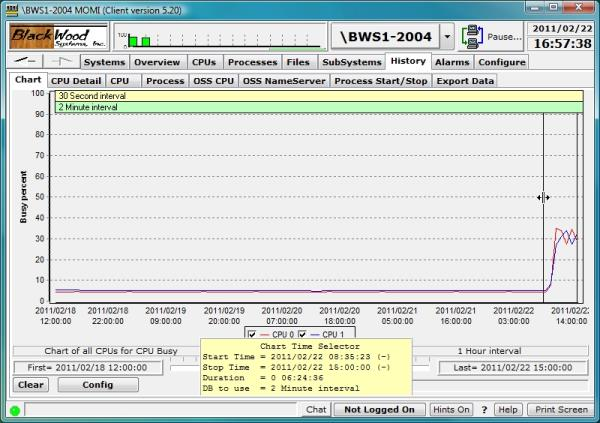 \BWS1-2004 MOMI (Client version 5.20)
BlackWood
Systems, Inc.
100
0
\BWS1-2004
Pause...
2011/02/22
16:57:38
Systems Overview CPUs Processes Files SubSystems History Alarms Configure
Chart CPU Detail CPU Process OSS CPU OSS NameServer Process Start/Stop Export Data
30 Second interval
2 Minute interval
Busy percent
100
90
80
70
60
50
40
30
20
10
0
2011/02/18 2011/02/18 2011/02/19 2011/02/19 2011/02/20 2011/02/20 2011/02/21 2011/02/21 2011/02/22 2011/02/2
12:00:00 22:00:00 09:00:00 19:00:00 07:00:00 18:00:00 05:00:00 16:00:00 03:00:00 14:00:00
CPU 0 CPU 1
Chart of all CPUs for CPU Busy
1 Hour interval
First= 2011/02/18 12:00:00
Last= 2011/02/22 15:00:00
Chart Time Selector
Start Time = 2011/02/22 08:35:23 (-)
Stop Time = 2011/02/22 15:00:00 (-)
Duration = 0 06:24:36
DB to use = 2 Minute interval
Clear Config
Chat Not Logged On Hints On ? Help Print Screen